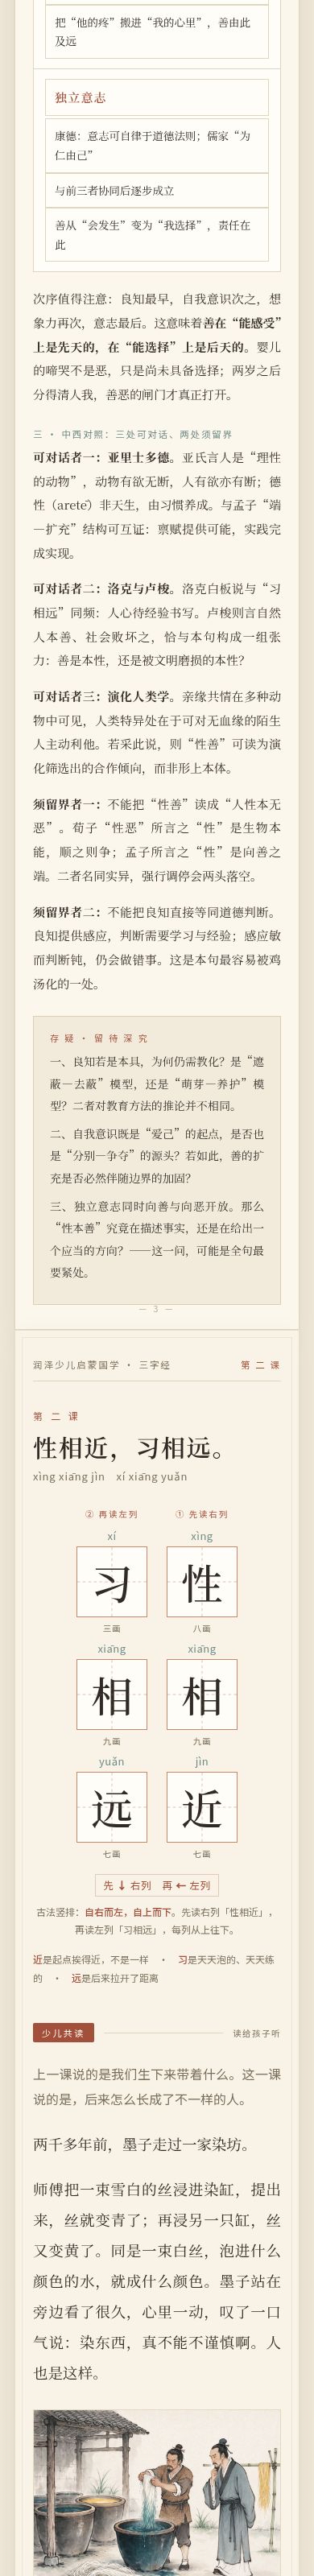 把“他的疼”搬进“我的心里”，善由此
及远
独立意志
康德：意志可自律于道德法则；儒家“为
仁由己”
与前三者协同后逐步成立
善从“会发生”变为“我选择”，责任在
此
次序值得注意：良知最早，自我意识次之，想
象力再次，意志最后。这意味着善在“能感受”
上是先天的，在“能选择”上是后天的。婴儿
的啼哭不是恶，只是尚未具备选择；两岁之后
分得清人我，善恶的闸门才真正打开。
三 · 中西对照：三处可对话、两处须留界
可对话者一：亚里士多德。亚氏言人是“理性
的动物”，动物有欲无断，人有欲亦有断；德
性（aretē）非天生，由习惯养成。与孟子“端
—扩充”结构可互证：禀赋提供可能，实践完
成实现。
可对话者二：洛克与卢梭。洛克白板说与“习
相远”同频：人心待经验书写。卢梭则言自然
人本善、社会败坏之，恰与本句构成一组张
力：善是本性，还是被文明磨损的本性？
可对话者三：演化人类学。亲缘共情在多种动
物中可见，人类特异处在于可对无血缘的陌生
人主动利他。若采此说，则“性善”可读为演
化筛选出的合作倾向，而非形上本体。
须留界者一：不能把“性善”读成“人性本无
恶”。荀子“性恶”所言之“性”是生物本
能，顺之则争；孟子所言之“性”是向善之
端。二者名同实异，强行调停会两头落空。
须留界者二：不能把良知直接等同道德判断。
良知提供感应，判断需要学习与经验；感应敏
而判断钝，仍会做错事。这是本句最容易被鸡
汤化的一处。
存疑 · 留待深究
一、良知若是本具，为何仍需教化？是“遮
蔽—去蔽”模型，还是“萌芽—养护”模
型？二者对教育方法的推论并不相同。
二、自我意识既是“爱己”的起点，是否也
是“分别—争夺”的源头？若如此，善的扩
充是否必然伴随边界的加固？
三、独立意志同时向善与向恶开放。那么
“性本善”究竟在描述事实，还是在给出一
个应当的方向？——这一问，可能是全句最
要紧处。
— 3 —
润泽少儿启蒙国学 · 三字经
第二课
第二课
性相近，习相远。
xìng xiāng jìn xí xiāng yuǎn
② 再读左列
① 先读右列
xí
xìng
习
性
三画
八画
xiāng
xiāng
相
相
九画
九画
yuǎn
jìn
远
近
七画
七画
先 ↓ 右列 再 ← 左列
古法竖排：自右而左，自上而下。先读右列「性相近」，
再读左列「习相远」，每列从上往下。
近是起点挨得近，不是一样 · 习是天天泡的、天天练
的 · 远是后来拉开了距离
少儿共读
读给孩子听
上一课说的是我们生下来带着什么。这一课
说的是，后来怎么长成了不一样的人。
两千多年前，墨子走过一家染坊。
师傅把一束雪白的丝浸进染缸，提出
来，丝就变青了；再浸另一只缸，丝
又变黄了。同是一束白丝，泡进什么
颜色的水，就成什么颜色。墨子站在
旁边看了很久，心里一动，叹了一口
气说：染东西，真不能不谨慎啊。人
也是这样。